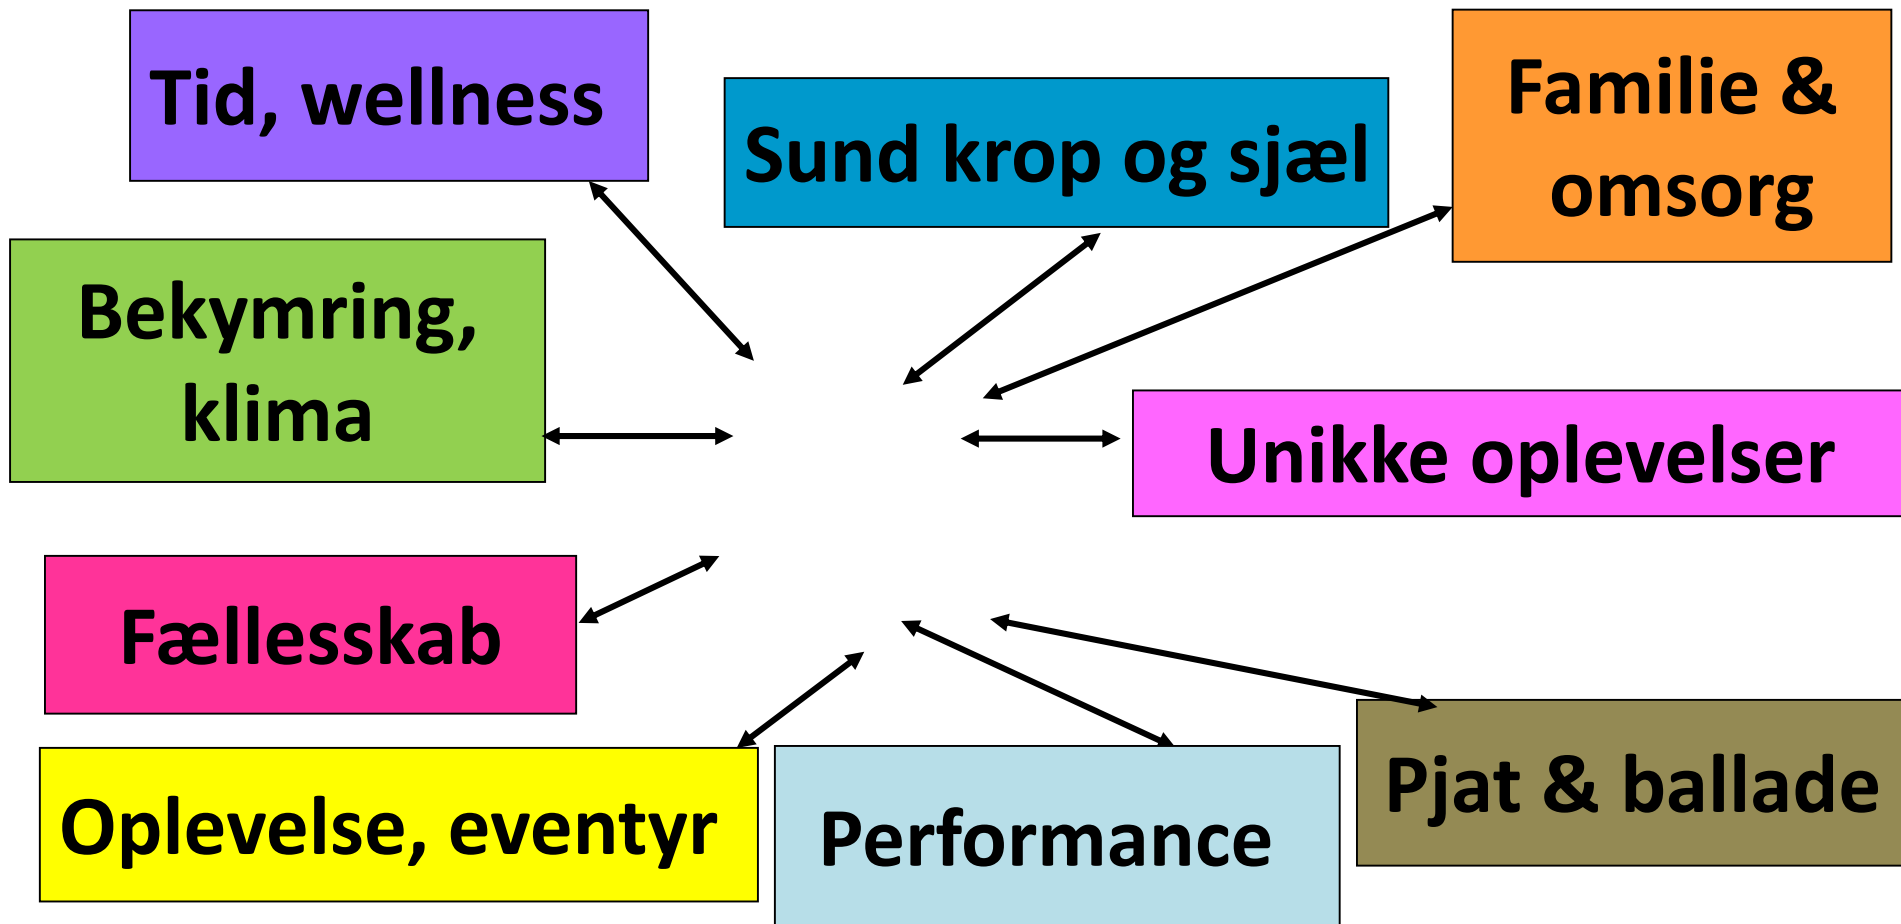 Tid, wellness
Sund krop og sjæl
Familie &
omsorg
Bekymring,
klima
Unikke oplevelser
Fællesskab
Oplevelse, eventyr
Performance
Pjat & ballade